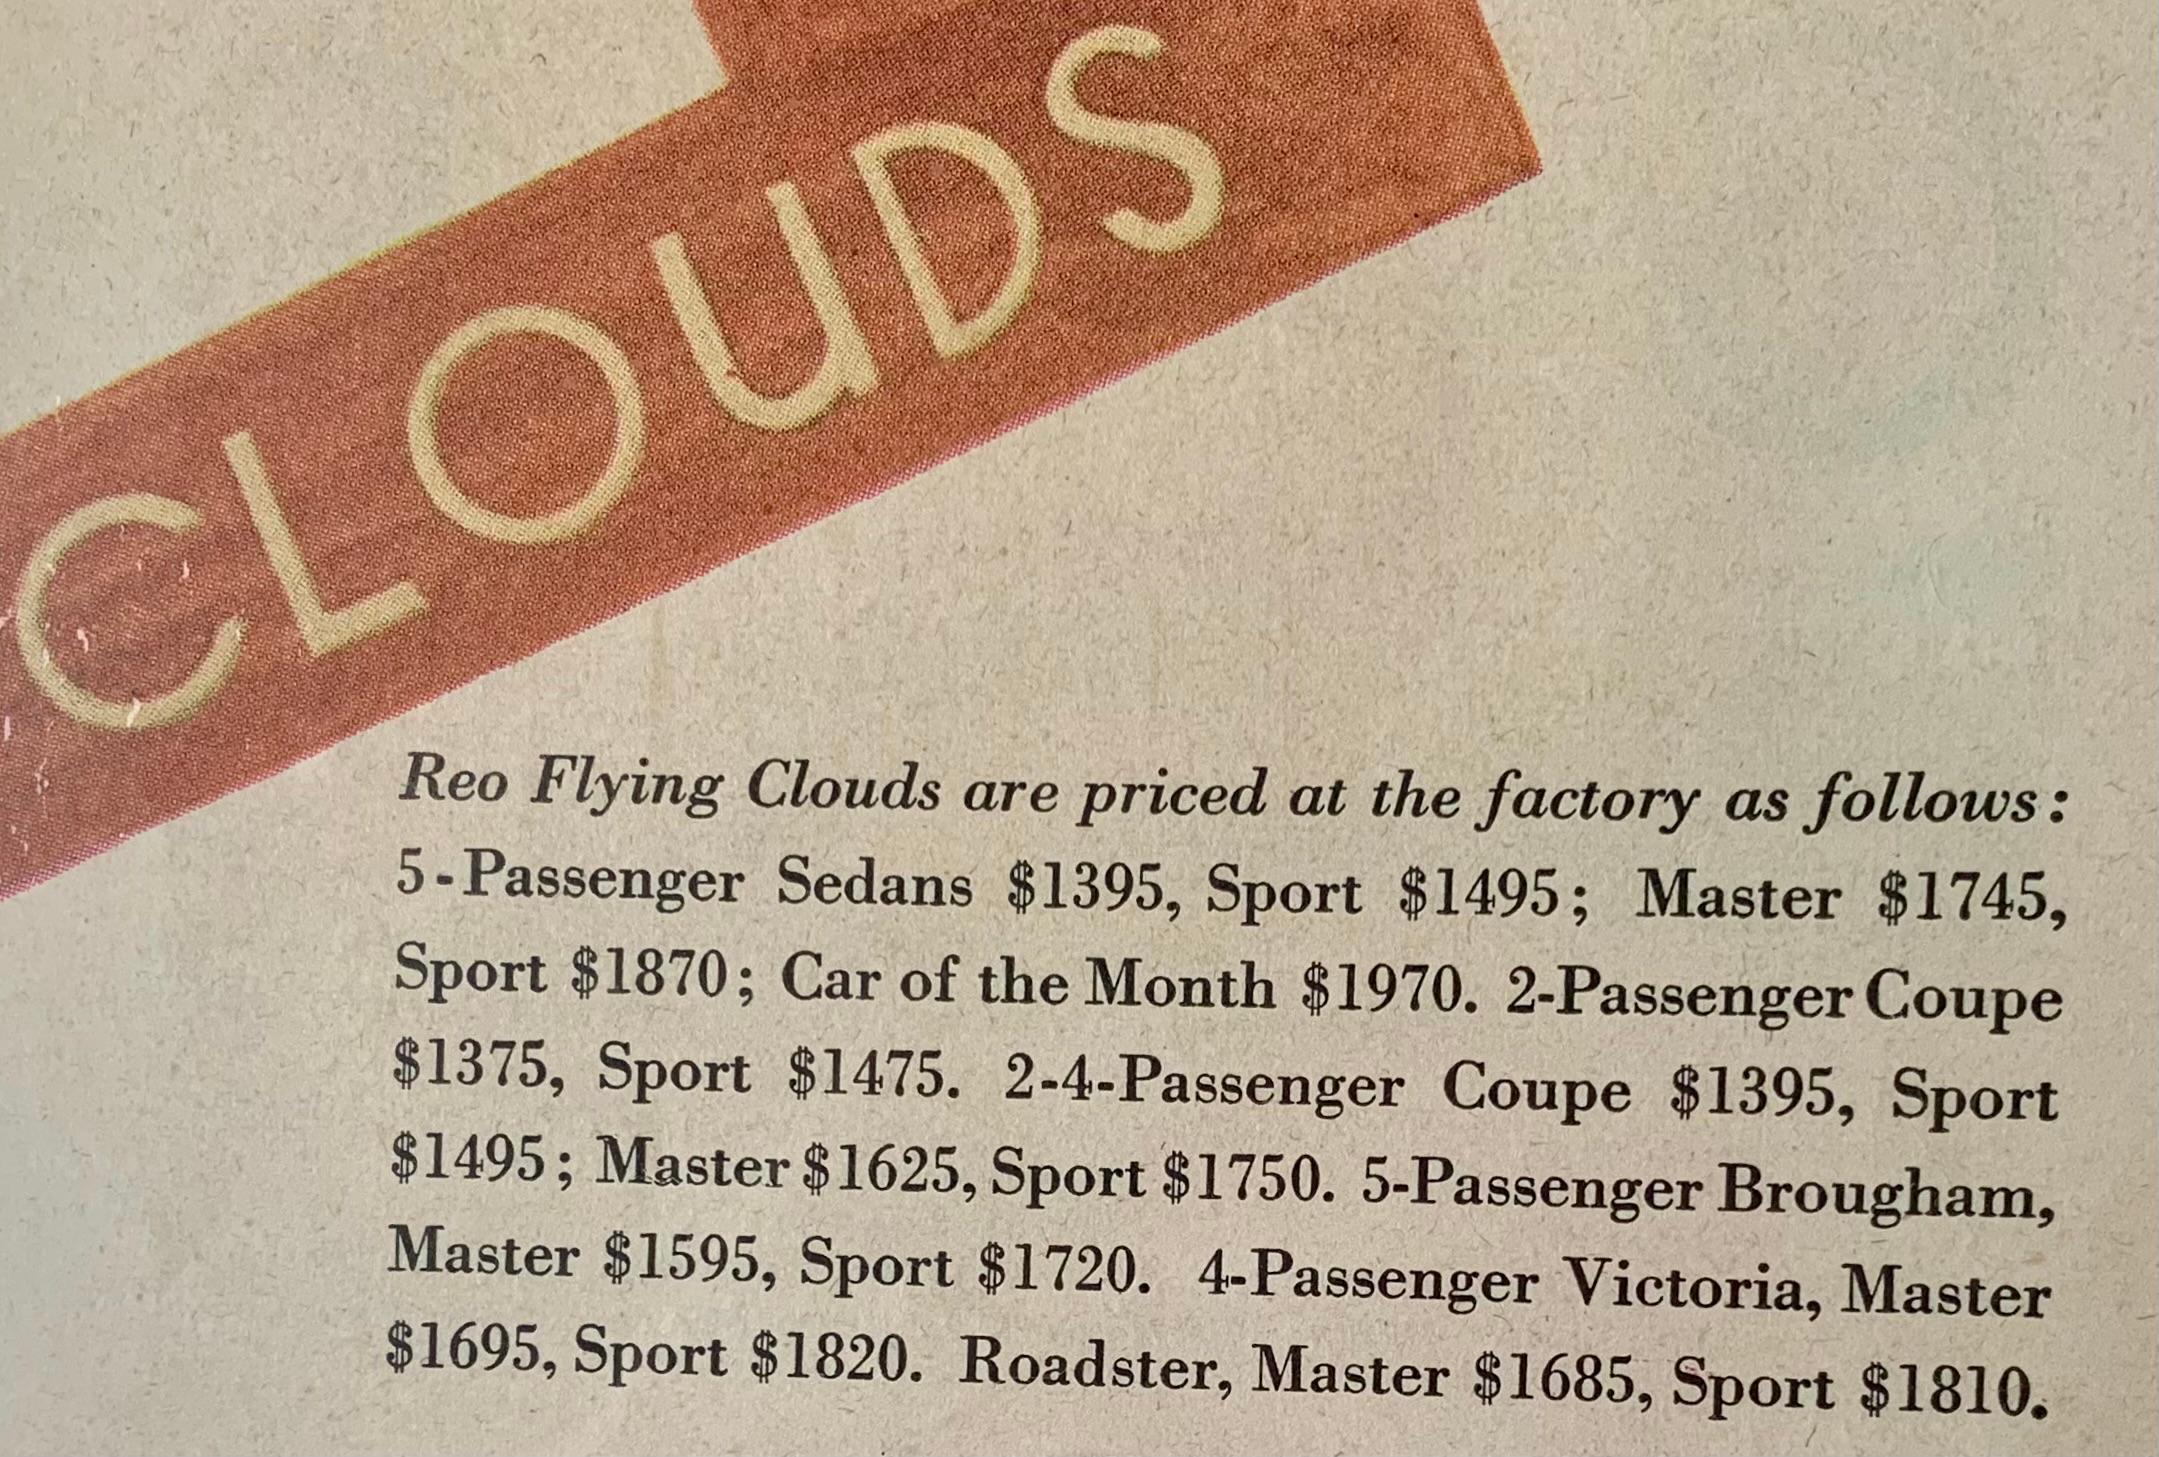 CLOUDS
Reo Flying Clouds are priced at the factory as follows:
5-Passenger Sedans $1395, Sport $1495; Master $1745,
Sport $1870; Car of the Month $1970. 2-Passenger Coupe
$1375, Sport $1475. 2-4-Passenger Coupe $1395, Sport
$1495; Master $1625, Sport $1750. 5-Passenger Brougham,
Master $1595, Sport $1720. 4-Passenger Victoria, Master
$1695, Sport $1820. Roadster, Master $1685, Sport $1810.